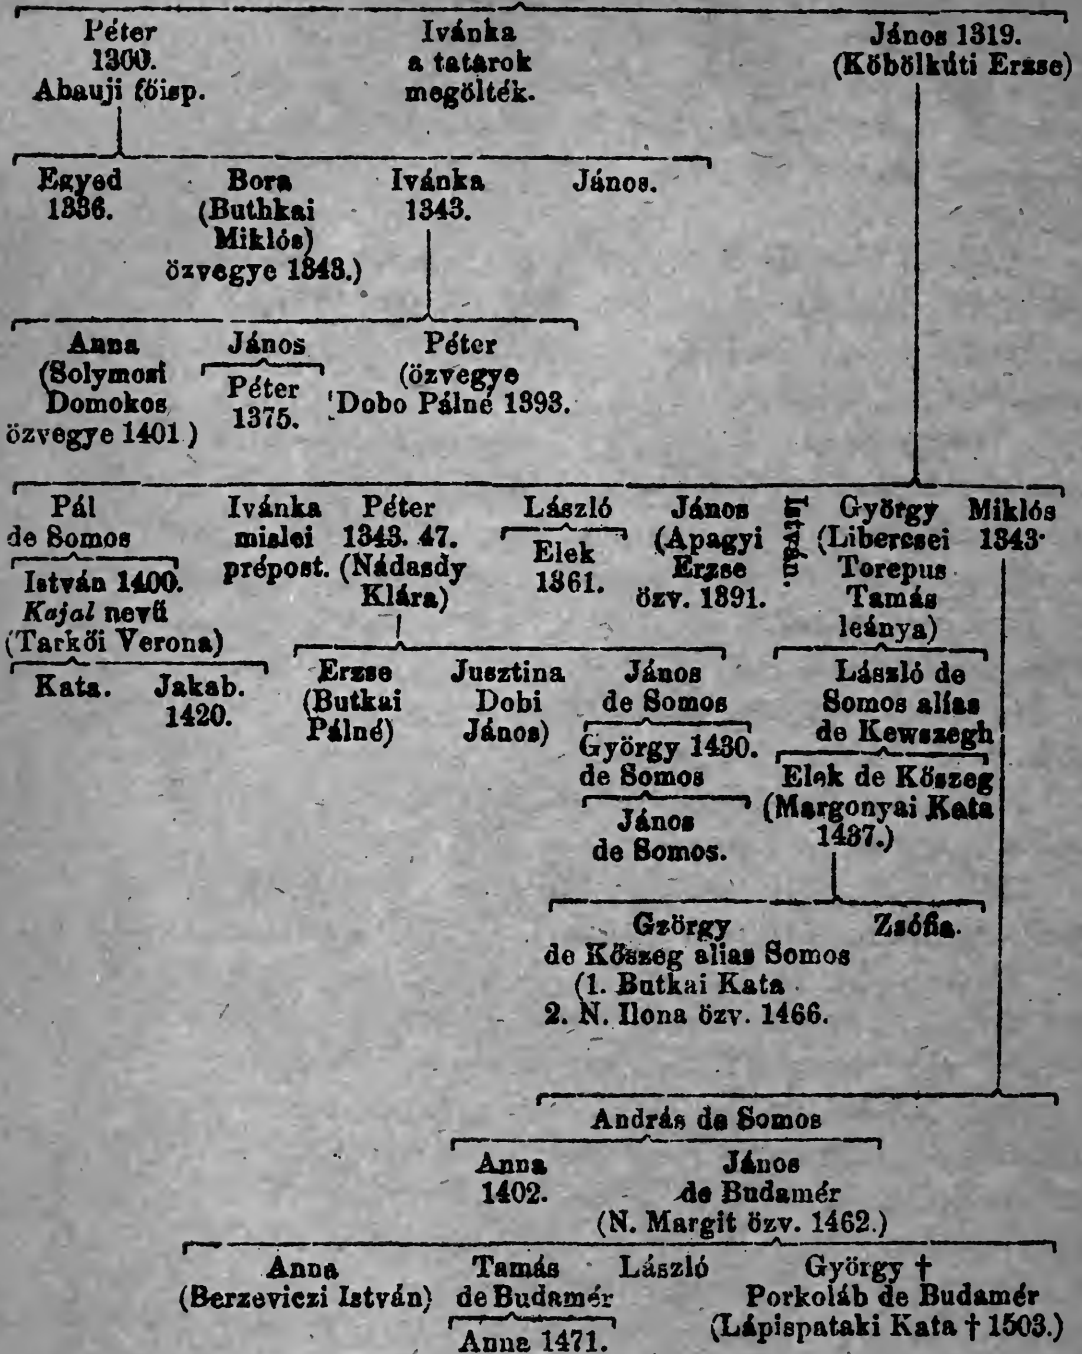 Péter
1300.
Abauji főisp.
Ivánka
a tatárok
megölték.
János 1319.
(Köbölkúti Erzse)
Egyed
1336.
Bora
(Buthkai
Miklós)
özvegye 1343.)
Ivánka
1343.
János.
Anna
(Solymosi
Domokos
özvegye 1401)
János
Péter
1375.
Péter
(özvegye
Dobo Pálné 1393.
Pál
de Somos
István 1400.
Kajal nevű
(Tarkői Verona)
Kata.
Jakab.
1420.
Ivánka
mislei
prépost.
Péter
1343. 47.
(Nádasdy
Klára)
Erzse
(Butkai
Pálné)
Jusztina
Dobi
János)
János
de Somos
György 1430.
de Somos
János
de Somos.
László
Elek
1361.
János
(Apagyi
Erzse
özv. 1391.
István.
György
(Libercsei
Torepus
Tamás
leánya)
László de
Somos alias
de Kewszegh
Elek de Kőszeg
(Margonyai Kata
1437.)
Gzörgy
de Kőszeg alias Somos
(1. Butkai Kata
2. N. Ilona özv. 1466.
Zsófia.
Miklós
1343.
András de Somos
Anna
1402.
János
de Budamér
(N. Margit özv. 1462.)
Anna
(Berzeviczi István)
Tamás
de Budamér
Anna 1471.
László
György †
Porkoláb de Budamér
(Lápispataki Kata † 1503.)